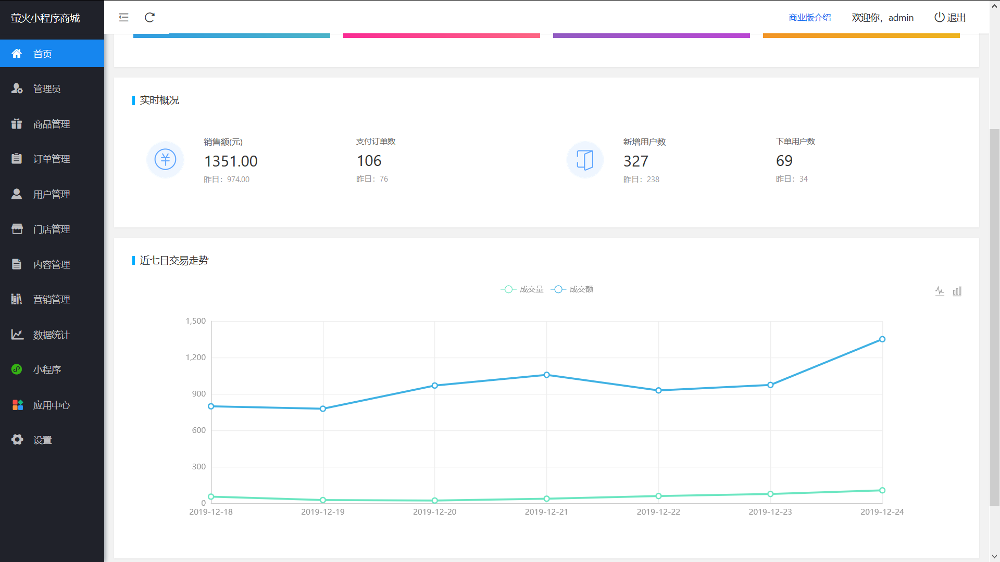 萤火小程序商城
商业版介绍
欢迎你，admin
退出
首页
管理员
商品管理
订单管理
用户管理
门店管理
内容管理
营销管理
数据统计
小程序
应用中心
设置
实时概况
销售额(元)
1351.00
昨日：974.00
支付订单数
106
昨日：76
新增用户数
327
昨日：238
下单用户数
69
昨日：34
近七日交易走势
成交量
成交额
1,500
1,200
900
600
300
0
2019-12-18
2019-12-19
2019-12-20
2019-12-21
2019-12-22
2019-12-23
2019-12-24